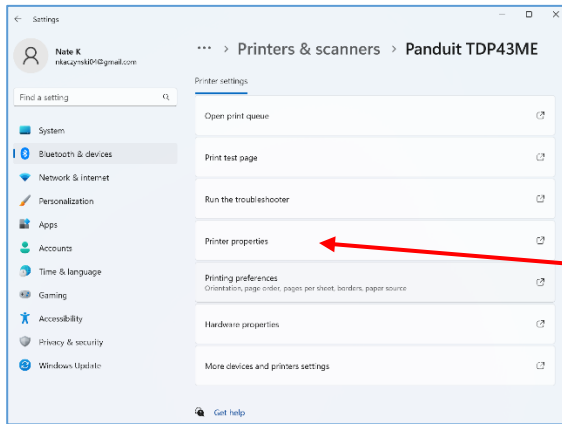 Settings
Nate K
nkaczynski04@gmail.com
Find a setting
System
Bluetooth & devices
Network & internet
Personalization
Apps
Accounts
Time & language
Gaming
Accessibility
Privacy & security
Windows Update
... > Printers & scanners > Panduit TDP43ME
Printer settings
Open print queue
Print test page
Run the troubleshooter
Printer properties
Printing preferences
Orientation, page order, pages per sheet, borders, paper source
Hardware properties
More devices and printers settings
Get help